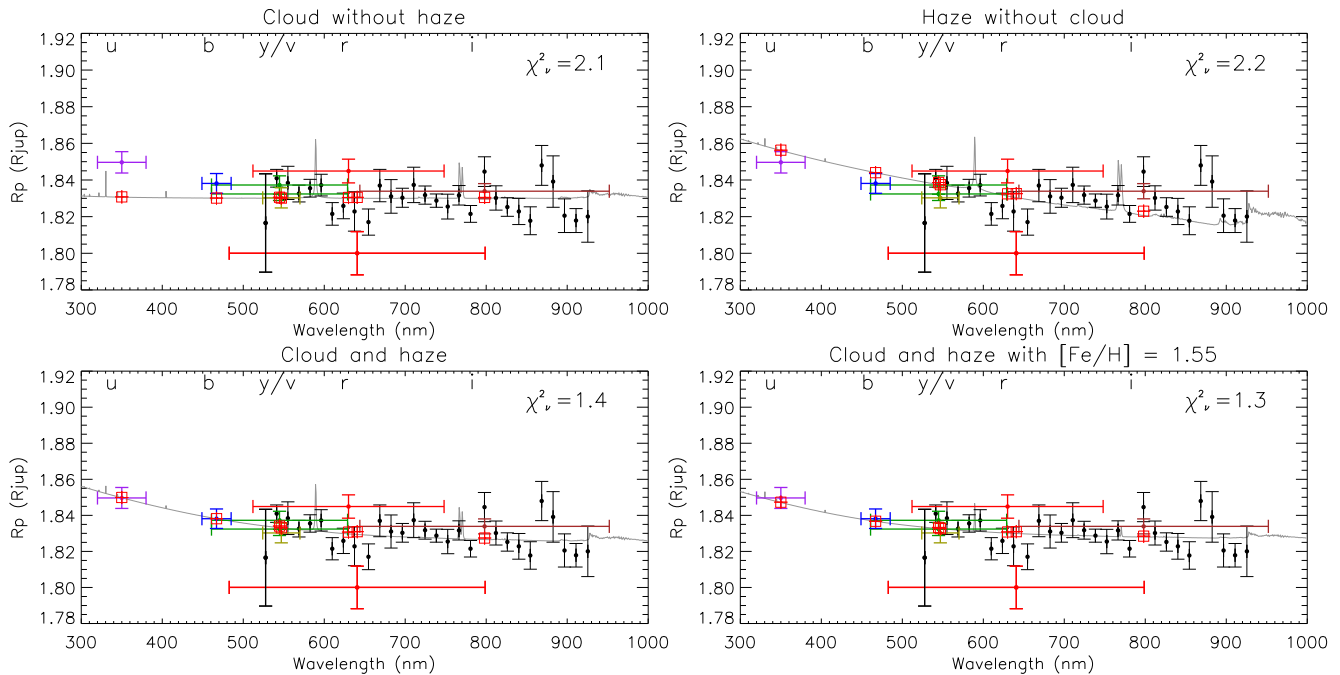 Cloud without haze
u b y/v r i
χ²ᵥ=2.1
Rp (Rjup)
1.92
1.90
1.88
1.86
1.84
1.82
1.80
1.78
300 400 500 600 700 800 900 1000
Wavelength (nm)
Haze without cloud
u b y/v r i
χ²ᵥ=2.2
Rp (Rjup)
1.92
1.90
1.88
1.86
1.84
1.82
1.80
1.78
300 400 500 600 700 800 900 1000
Wavelength (nm)
Cloud and haze
u b y/v r i
χ²ᵥ=1.4
Rp (Rjup)
1.92
1.90
1.88
1.86
1.84
1.82
1.80
1.78
300 400 500 600 700 800 900 1000
Wavelength (nm)
Cloud and haze with [Fe/H] = 1.55
u b y/v r i
χ²ᵥ=1.3
Rp (Rjup)
1.92
1.90
1.88
1.86
1.84
1.82
1.80
1.78
300 400 500 600 700 800 900 1000
Wavelength (nm)